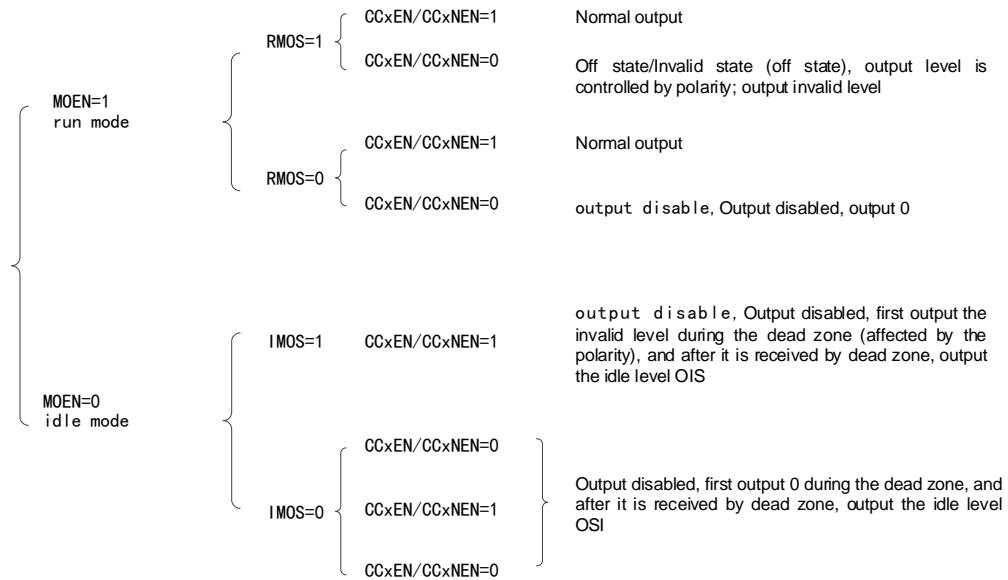 CCxEN/CCxNEN=1 Normal output
RMOS=1
CCxEN/CCxNEN=0 Off state/Invalid state (off state), output level is
controlled by polarity; output invalid level
MOEN=1
run mode
CCxEN/CCxNEN=1 Normal output
RMOS=0
CCxEN/CCxNEN=0 output disable, Output disabled, output 0
output disable, Output disabled, first output the
IMOS=1 CCxEN/CCxNEN=1 invalid level during the dead zone (affected by the
polarity), and after it is received by dead zone, output
the idle level OIS
MOEN=0
idle mode
CCxEN/CCxNEN=0
Output disabled, first output 0 during the dead zone, and
IMOS=0 CCxEN/CCxNEN=1 after it is received by dead zone, output the idle level
OSI
CCxEN/CCxNEN=0